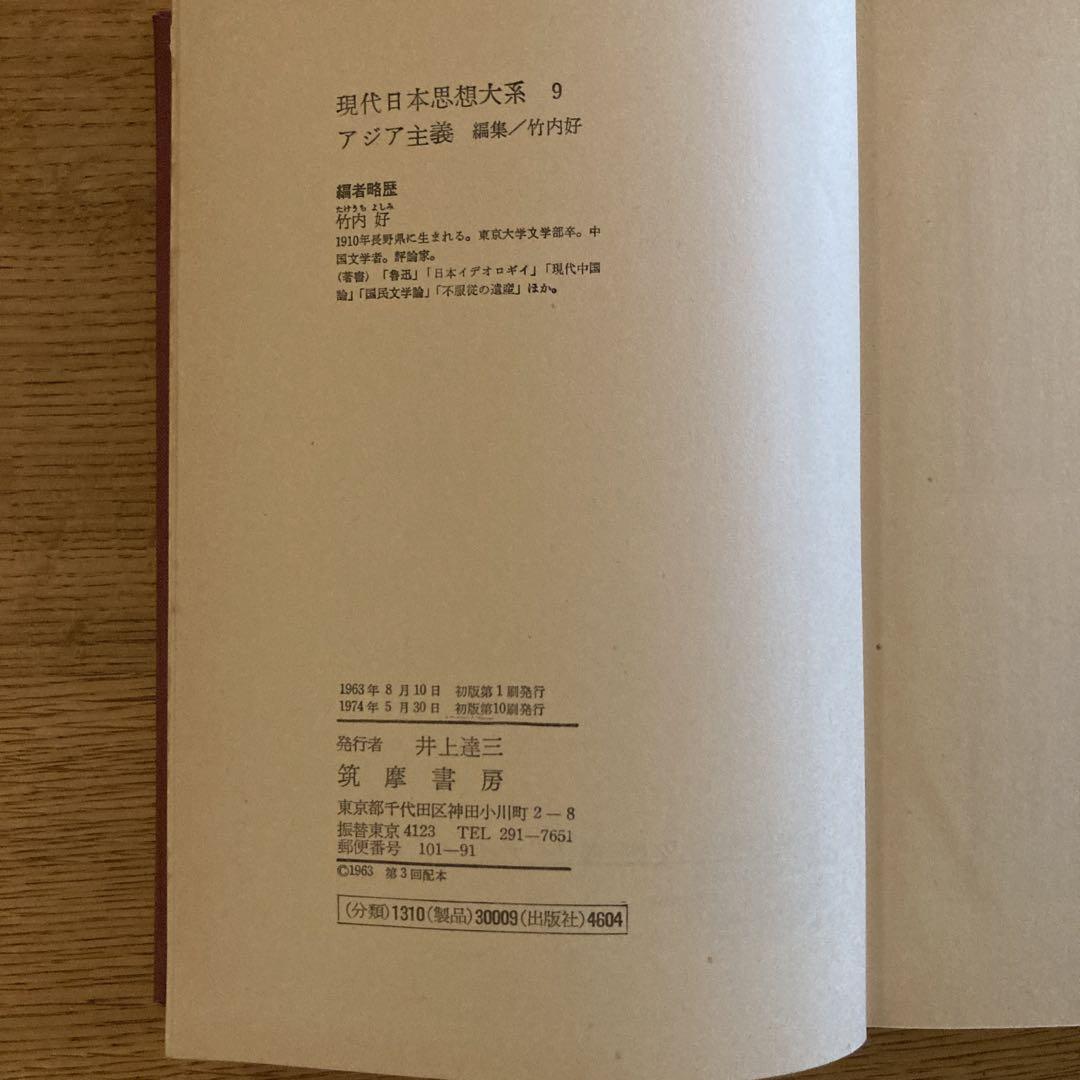 現代日本思想大系 9
アジア主義 編集/竹内好
編者略歴
たけうち よしみ
竹内 好
1910年長野県に生まれる。東京大学文学部卒。中
国文学者。評論家。
(著書)「魯迅」「日本イデオロギイ」「現代中国
論」「国民文学論」「不服従の遺産」ほか。
1963年8月10日 初版第1刷発行
1974年5月30日 初版第10刷発行
発行者 井上達三
筑摩書房
東京都千代田区神田小川町2―8
振替東京4123 TEL 291―7651
郵便番号 101―91
©1963 第3回配本
(分類)1310(製品)30009(出版社)4604